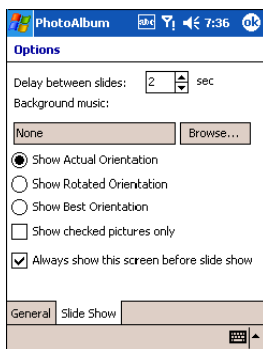 PhotoAlbum abc 7:36 ok
Options
Delay between slides: 2 sec
Background music:
None Browse...
Show Actual Orientation
Show Rotated Orientation
Show Best Orientation
Show checked pictures only
Always show this screen before slide show
General Slide Show